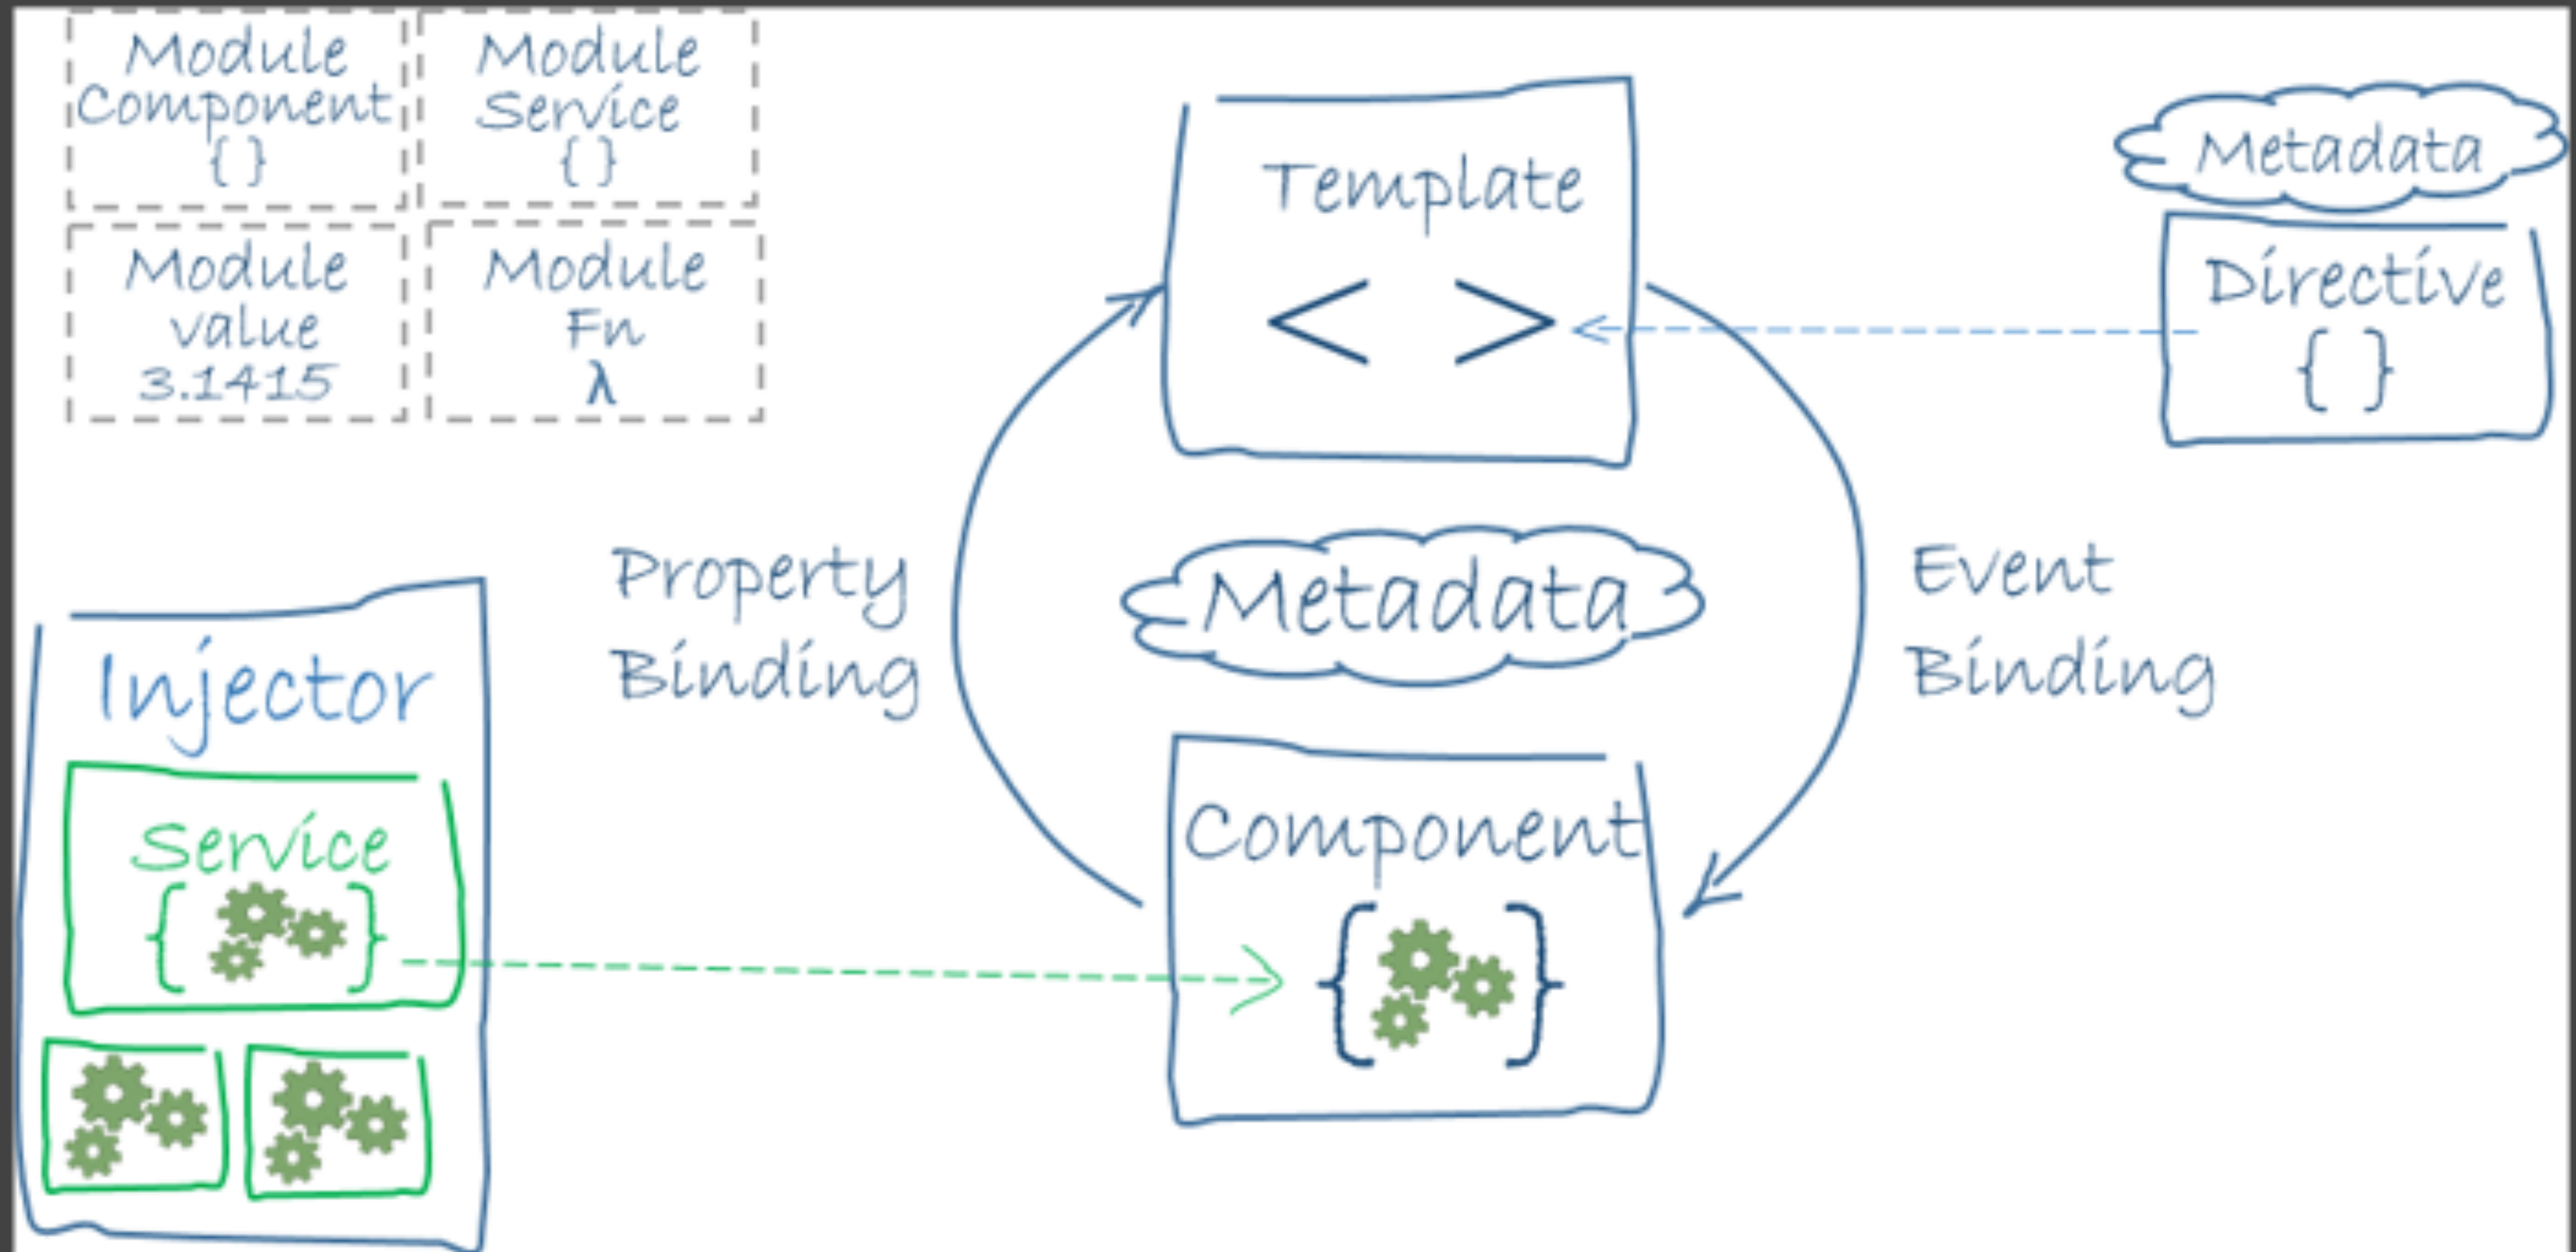 Module
Component
{ }
Module
Service
{ }
Module
value
3.1415
Module
Fn
λ
Template
< >
Metadata
Directive
{ }
Property
Binding
Metadata
Event
Binding
Injector
Service
{ }
Component
{ }